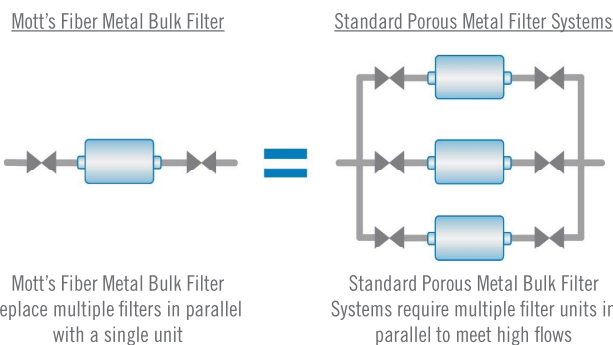 Mott's Fiber Metal Bulk Filter
Standard Porous Metal Filter Systems
Mott's Fiber Metal Bulk Filter
eplace multiple filters in parallel
with a single unit
Standard Porous Metal Bulk Filter
Systems require multiple filter units in
parallel to meet high flows